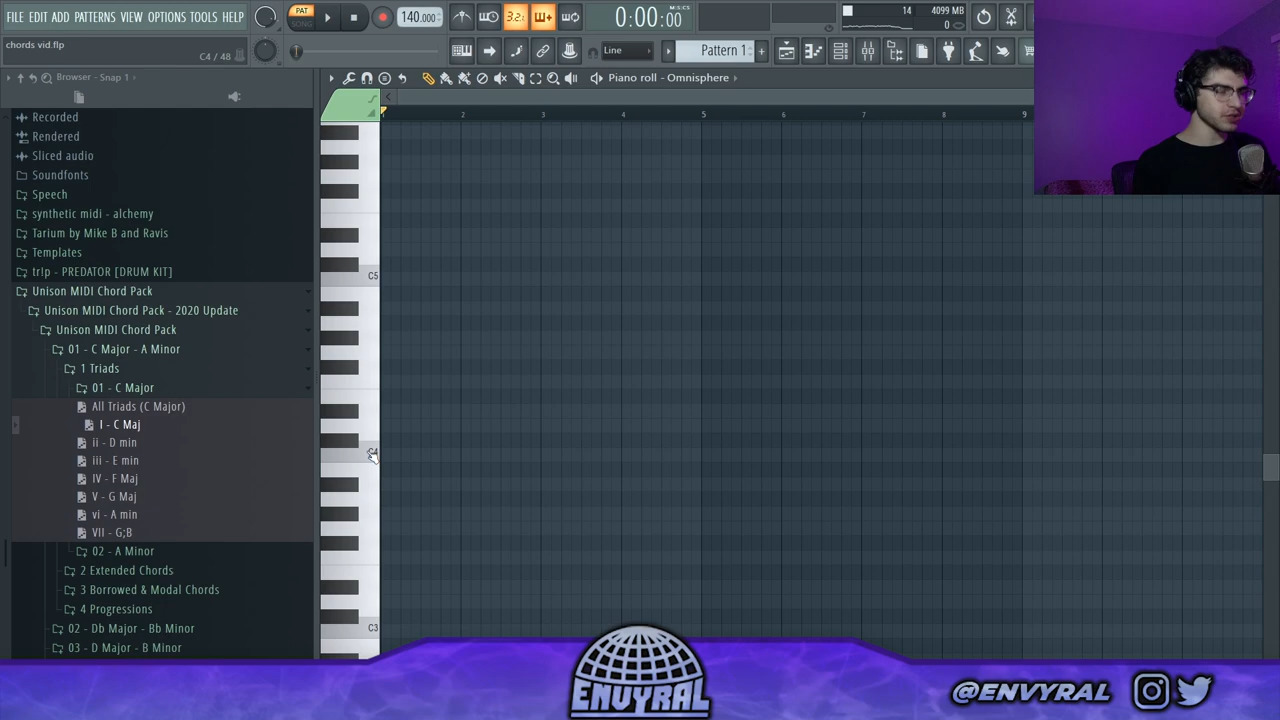 FILE EDIT ADD PATTERNS VIEW OPTIONS TOOLS HELP
PAT
SONG
140.000
3.2.
0:00:00
M:S:CS
14
4099 MB
0
chords vid.flp
C4 / 48
Line
Pattern 1
Browser - Snap 1
Piano roll - Omnisphere
2 3 4 5 6 7 8 9
Recorded
Rendered
Sliced audio
Soundfonts
Speech
synthetic midi - alchemy
Tarium by Mike B and Ravis
Templates
tr!p - PREDATOR [DRUM KIT]
Unison MIDI Chord Pack
Unison MIDI Chord Pack - 2020 Update
Unison MIDI Chord Pack
01 - C Major - A Minor
1 Triads
01 - C Major
All Triads (C Major)
I - C Maj
ii - D min
iii - E min
IV - F Maj
V - G Maj
vi - A min
VII - G;B
02 - A Minor
2 Extended Chords
3 Borrowed & Modal Chords
4 Progressions
02 - Db Major - Bb Minor
03 - D Major - B Minor
C5
C4
C3
ENVYRAL
@ENVYRAL